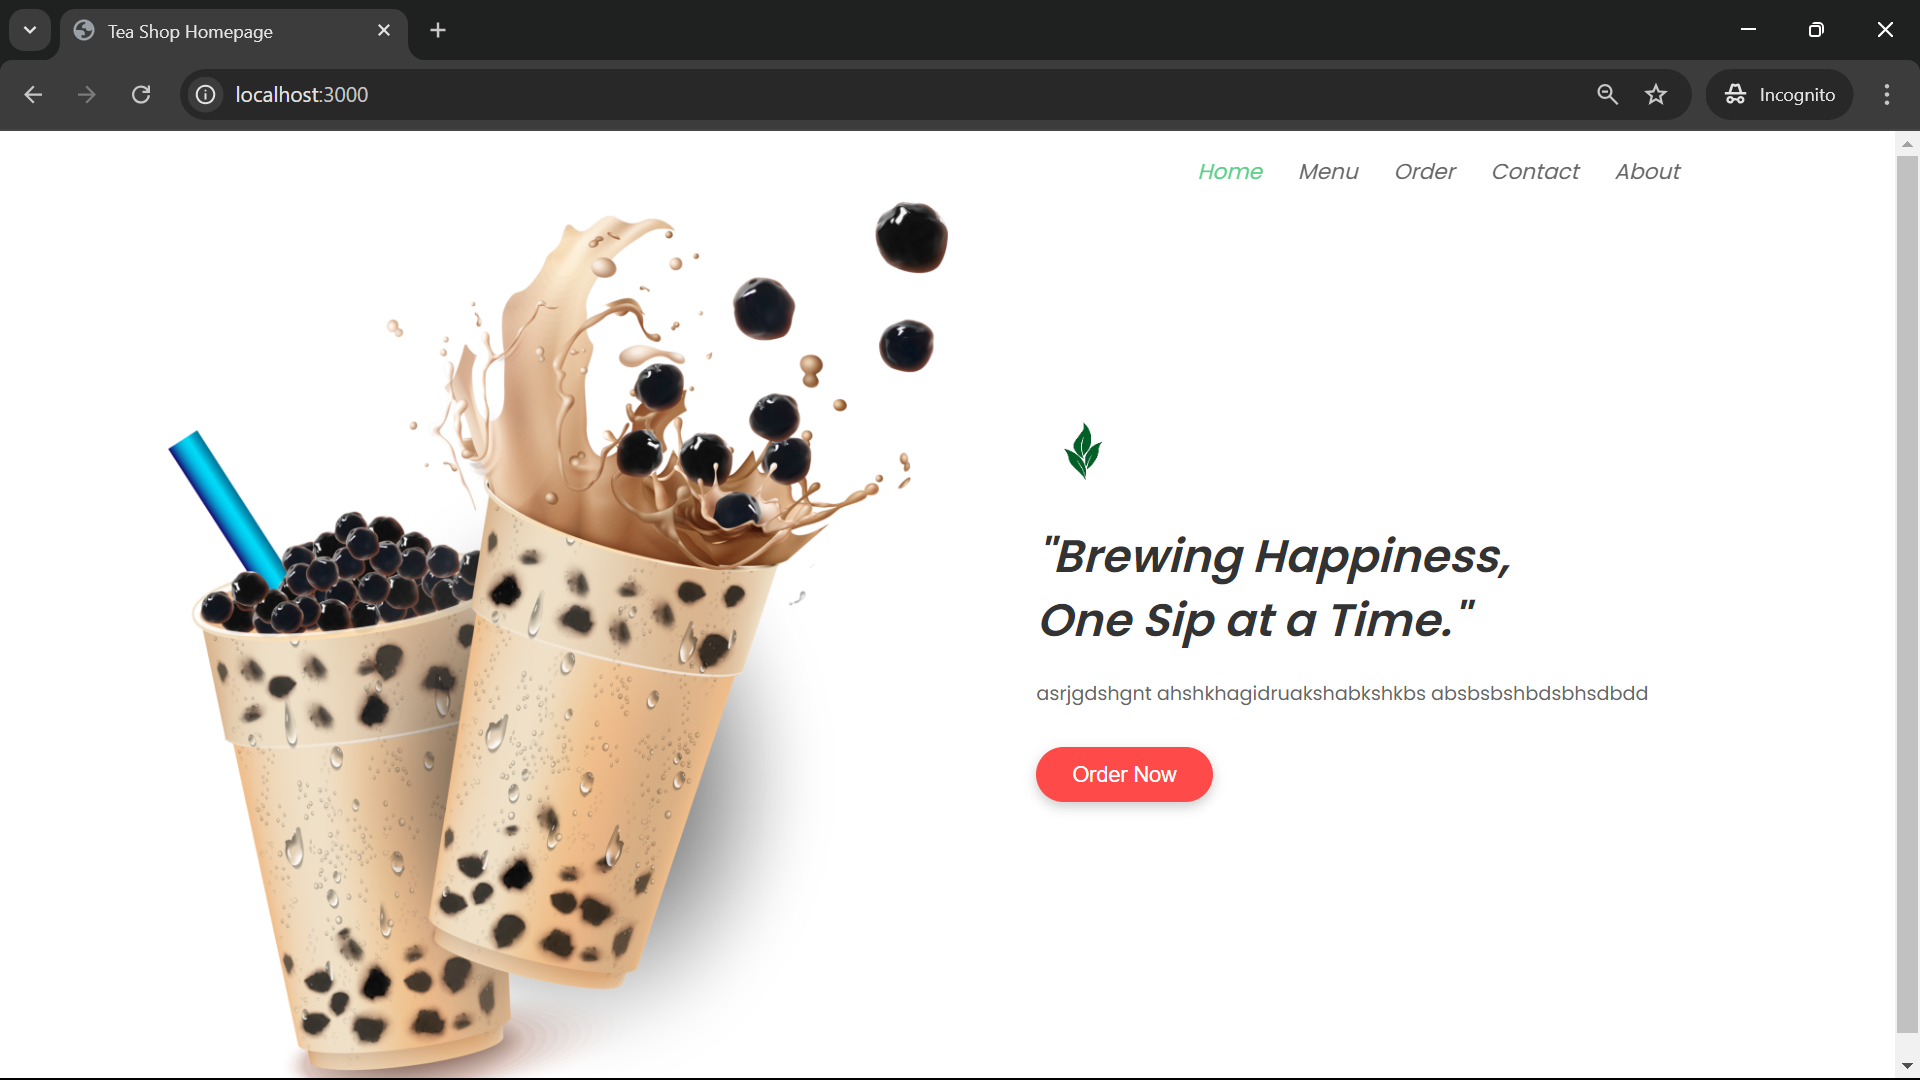 Tea Shop Homepage
localhost:3000
Incognito
Home Menu Order Contact About
"Brewing Happiness,
One Sip at a Time."
asrjgdshgnt ahshkhagidruakshabkshkbs absbsbshbdsbhsdbdd
Order Now